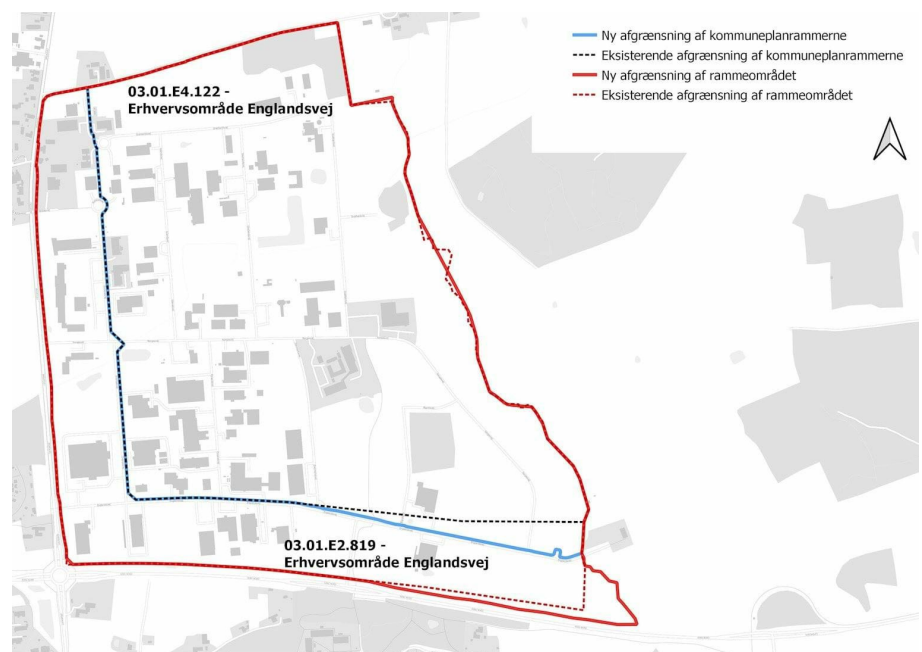 Ny afgrænsning af kommuneplanrammerne
Eksisterende afgrænsning af kommuneplanrammerne
Ny afgrænsning af rammeområdet
Eksisterende afgrænsning af rammeområdet
03.01.E4.122 -
Erhvervsområde Englandsvej
03.01.E2.819 -
Erhvervsområde Englandsvej